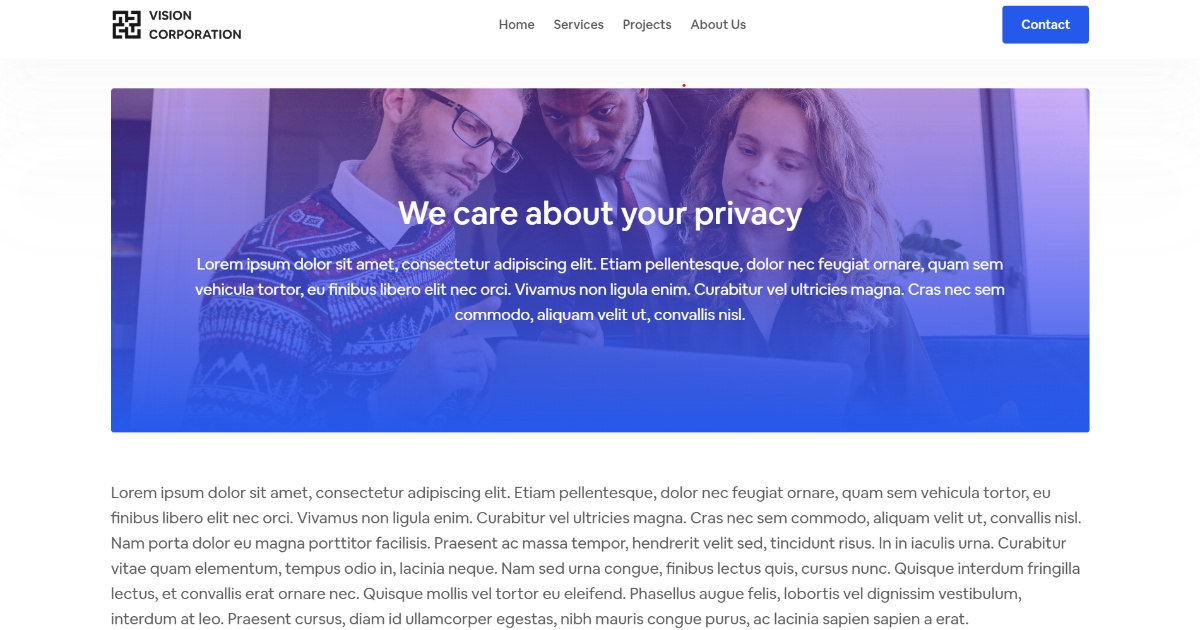 VISION
CORPORATION
Home Services Projects About Us
Contact
We care about your privacy
Lorem ipsum dolor sit amet, consectetur adipiscing elit. Etiam pellentesque, dolor nec feugiat ornare, quam sem
vehicula tortor, eu finibus libero elit nec orci. Vivamus non ligula enim. Curabitur vel ultricies magna. Cras nec sem
commodo, aliquam velit ut, convallis nisl.
Lorem ipsum dolor sit amet, consectetur adipiscing elit. Etiam pellentesque, dolor nec feugiat ornare, quam sem vehicula tortor, eu
finibus libero elit nec orci. Vivamus non ligula enim. Curabitur vel ultricies magna. Cras nec sem commodo, aliquam velit ut, convallis nisl.
Nam porta dolor eu magna porttitor facilisis. Praesent ac massa tempor, hendrerit velit sed, tincidunt risus. In in iaculis urna. Curabitur
vitae quam elementum, tempus odio in, lacinia neque. Nam sed urna congue, finibus lectus quis, cursus nunc. Quisque interdum fringilla
lectus, et convallis erat ornare nec. Quisque mollis vel tortor eu eleifend. Phasellus augue felis, lobortis vel dignissim vestibulum,
interdum at leo. Praesent cursus, diam id ullamcorper egestas, nibh mauris congue purus, ac lacinia sapien sapien a erat.